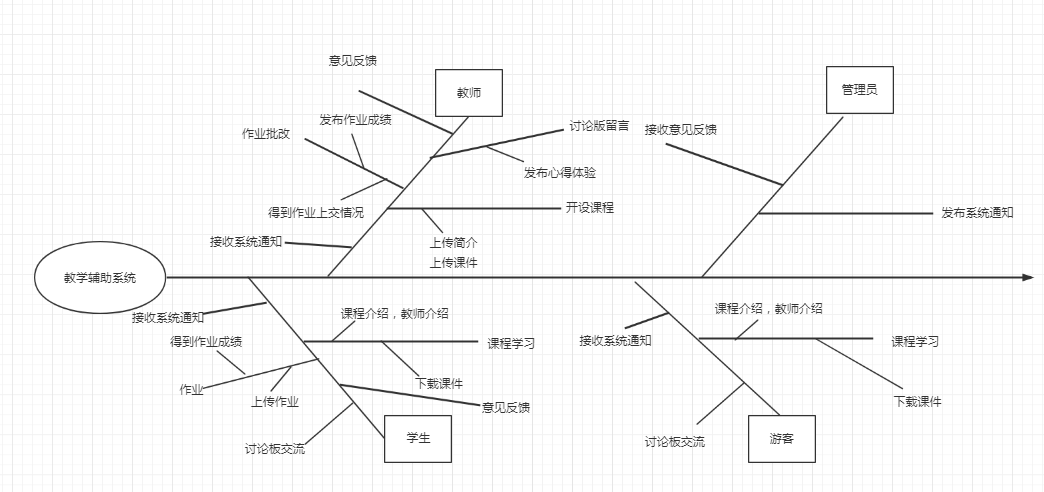 意见反馈
教师
管理员
发布作业成绩
讨论版留言
作业批改
接收意见反馈
发布心得体验
得到作业上交情况
开设课程
发布系统通知
接收系统通知
上传简介
上传课件
教学辅助系统
接收系统通知
课程介绍，教师介绍
课程介绍，教师介绍
得到作业成绩
课程学习
接收系统通知
课程学习
作业
下载课件
上传作业
意见反馈
下载课件
讨论板交流
学生
讨论板交流
游客